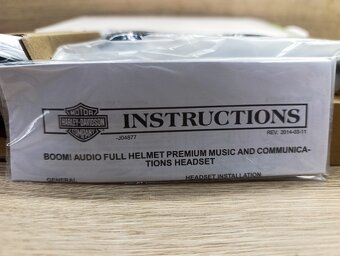 MOTOR
HARLEY-DAVIDSON
COMPANY
INSTRUCTIONS
-J04877
REV. 2014-03-11
BOOM! AUDIO FULL HELMET PREMIUM MUSIC AND COMMUNICA-
TIONS HEADSET
GENERAL
HEADSET INSTALLATION